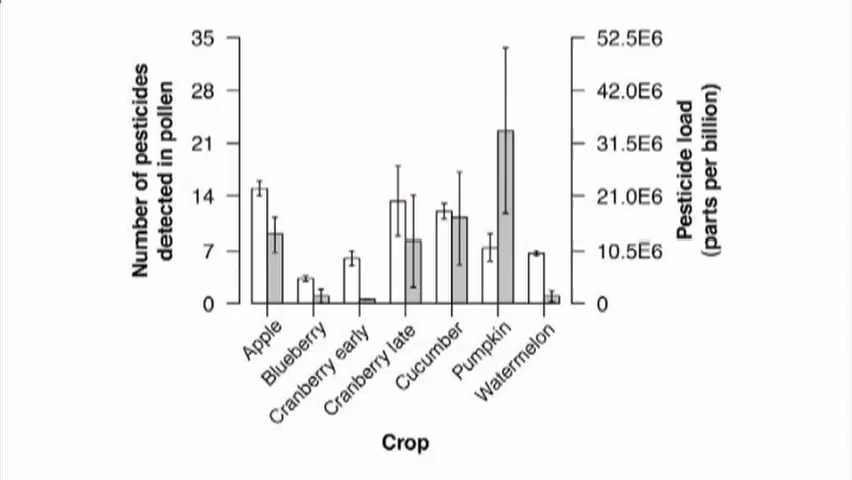 Number of pesticides
detected in pollen
35
28
21
14
7
0
52.5E6
42.0E6
31.5E6
21.0E6
10.5E6
0
Pesticide load
(parts per billion)
Apple
Blueberry
Cranberry early
Cranberry late
Cucumber
Pumpkin
Watermelon
Crop